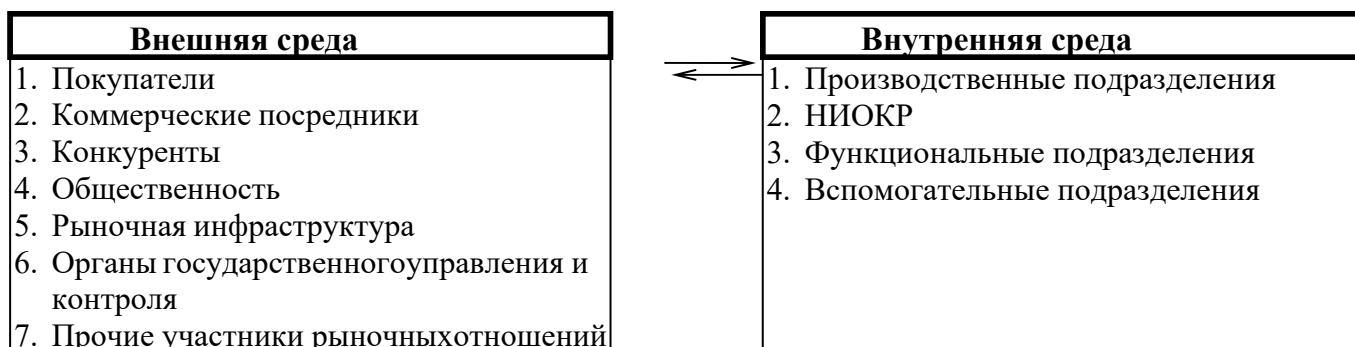 Внешняя среда
1. Покупатели
2. Коммерческие посредники
3. Конкуренты
4. Общественность
5. Рыночная инфраструктура
6. Органы государственногоуправления и
контроля
7. Прочие участники рыночныхотношений
Внутренняя среда
1. Производственные подразделения
2. НИОКР
3. Функциональные подразделения
4. Вспомогательные подразделения